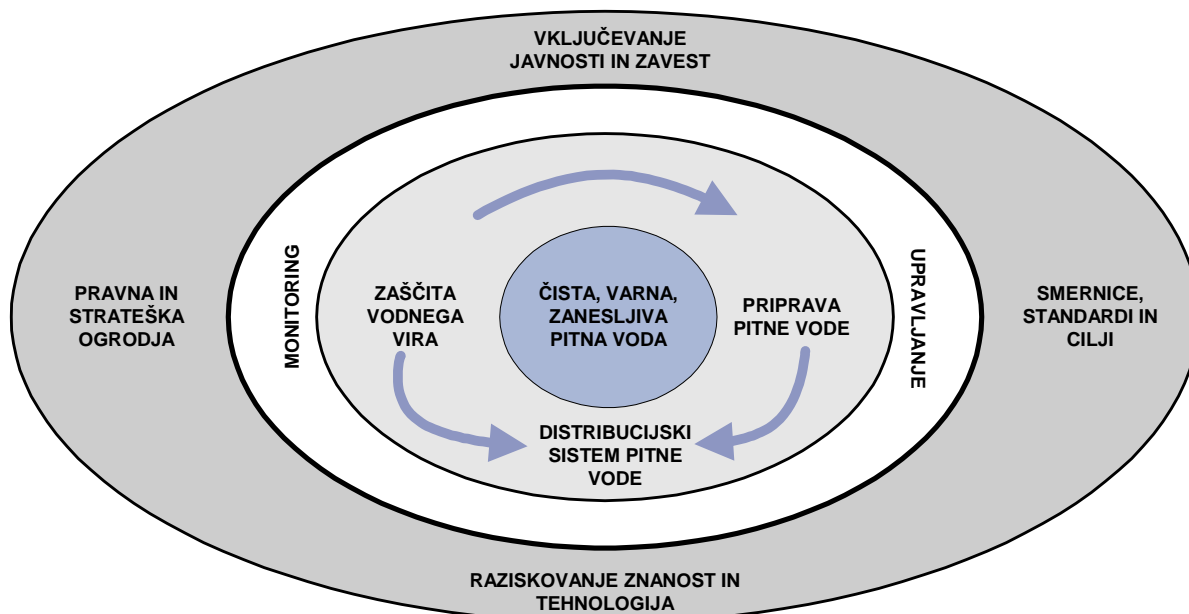 VKLJUČEVANJE
JAVNOSTI IN ZAVEST
PRAVNA IN
STRATEŠKA
OGRODJA
MONITORING
ZAŠČITA
VODNEGA
VIRA
ČISTA, VARNA,
ZANESLJIVA
PITNA VODA
PRIPRAVA
PITNE VODE
UPRAVLJANJE
SMERNICE,
STANDARDI IN
CILJI
DISTRIBUCIJSKI
SISTEM PITNE
VODE
RAZISKOVANJE ZNANOST IN
TEHNOLOGIJA